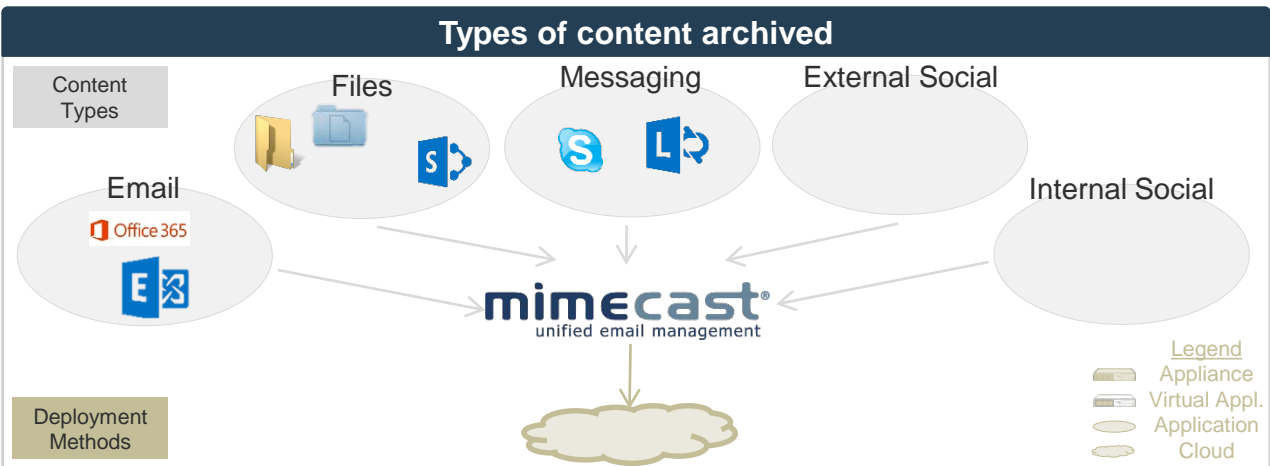 Types of content archived
Content
Types
Files
Messaging
External Social
S
S
L
Email
Internal Social
Office 365
E
mimecast®
unified email management
Legend
Appliance
Virtual Appl.
Application
Cloud
Deployment
Methods